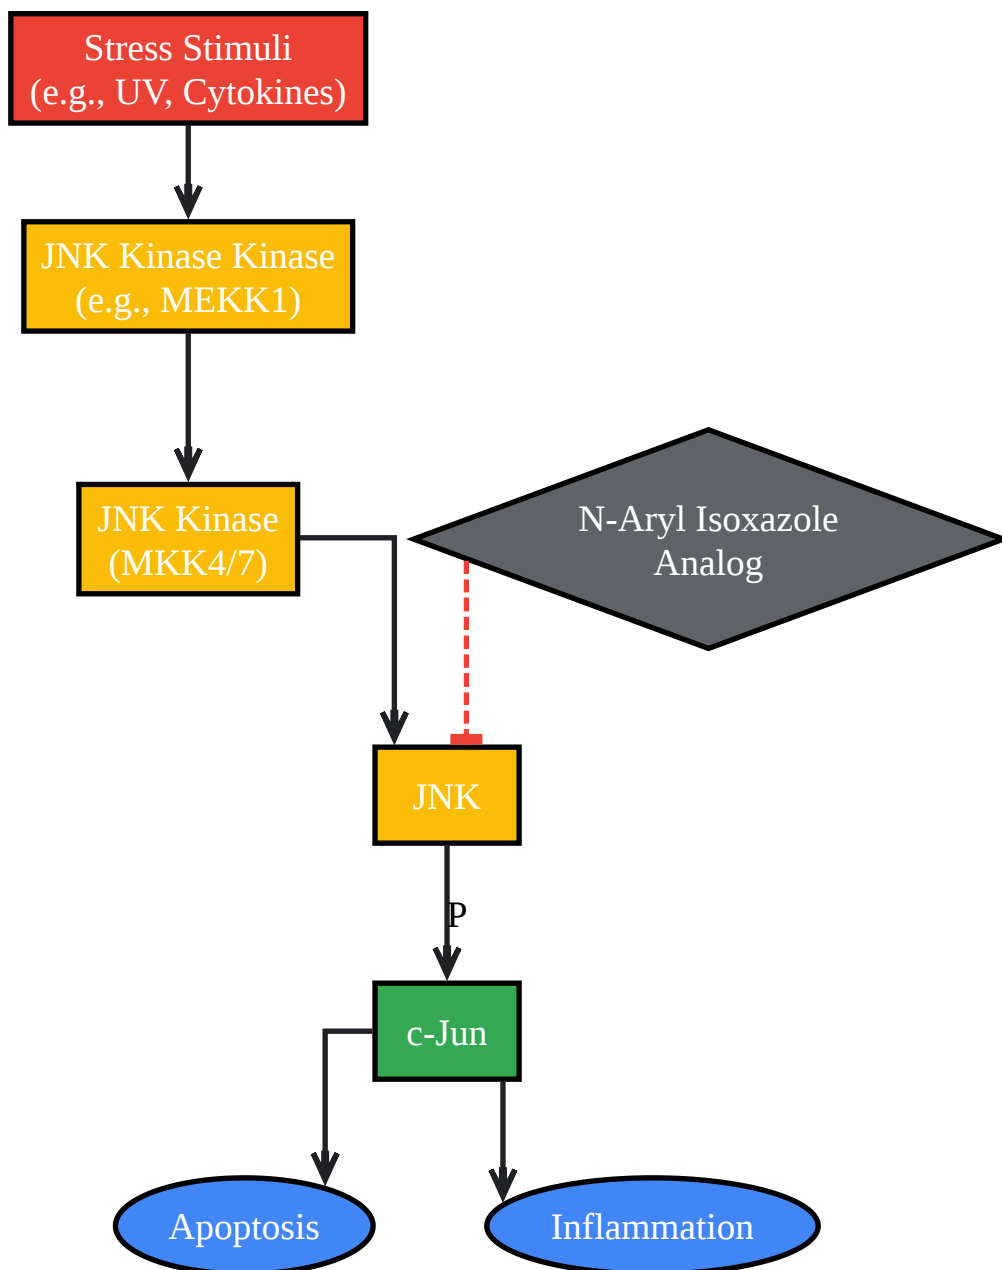 Stress Stimuli
(e.g., UV, Cytokines)
JNK Kinase Kinase
(e.g., MEKK1)
JNK Kinase
(MKK4/7)
N-Aryl Isoxazole
Analog
JNK
P
c-Jun
Apoptosis
Inflammation